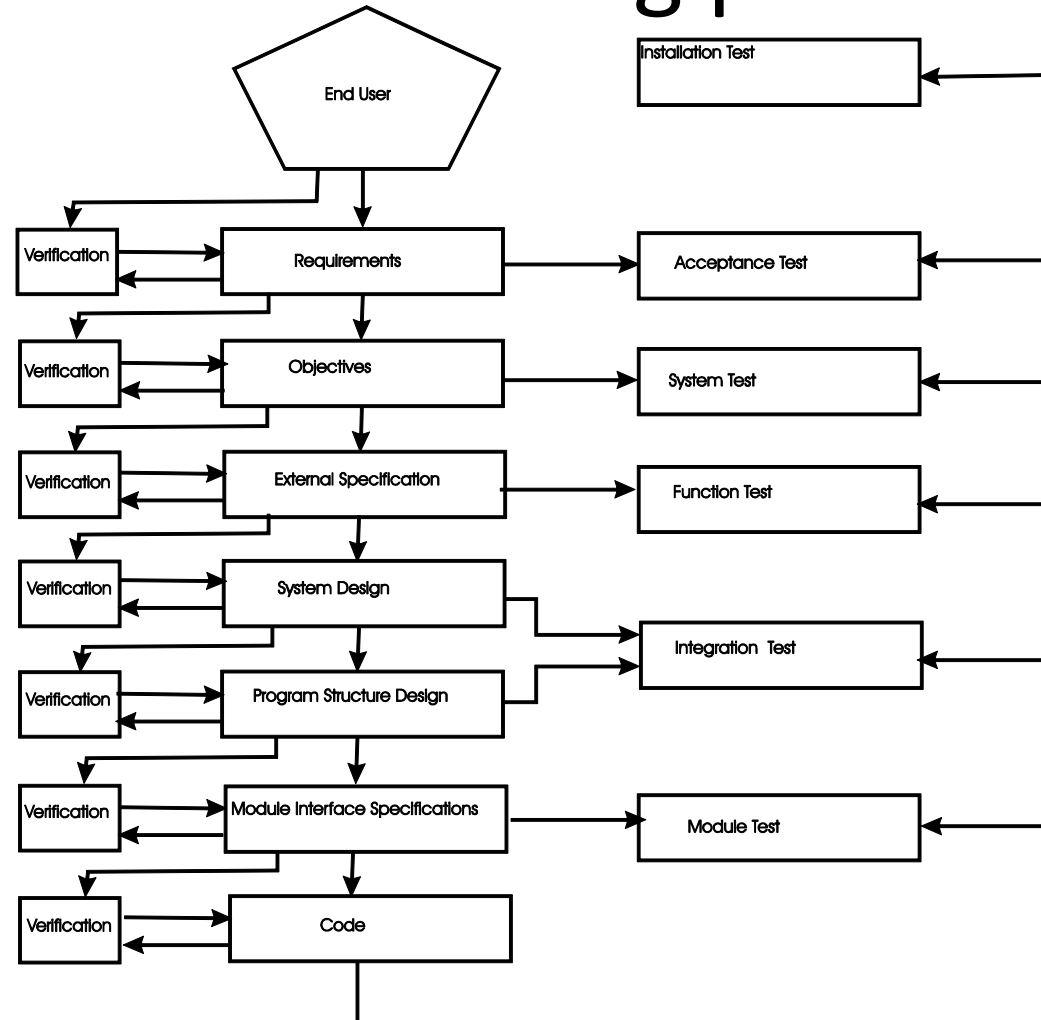 End User
Installation Test
Verification
Requirements
Acceptance Test
Verification
Objectives
System Test
Verification
External Specification
Function Test
Verification
System Design
Integration Test
Verification
Program Structure Design
Verification
Module Interface Specifications
Module Test
Verification
Code